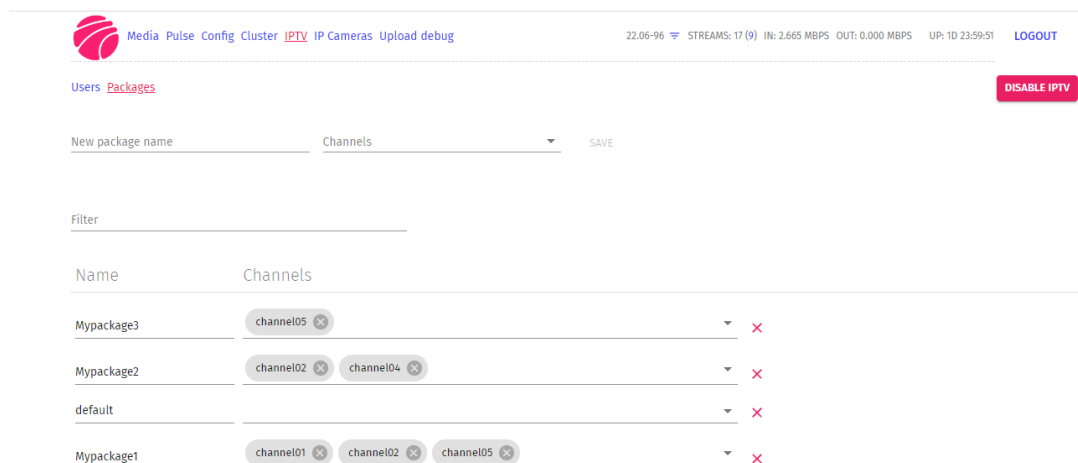 Media Pulse Config Cluster IPTV IP Cameras Upload debug 22.06-96 STREAMS: 17 (9) IN: 2.665 MBPS OUT: 0.000 MBPS UP: 1D 23:59:51 LOGOUT
Users Packages DISABLE IPTV
New package name Channels SAVE
Filter
Name Channels
Mypackage3 channel05
Mypackage2 channel02 channel04
default
Mypackage1 channel01 channel02 channel05